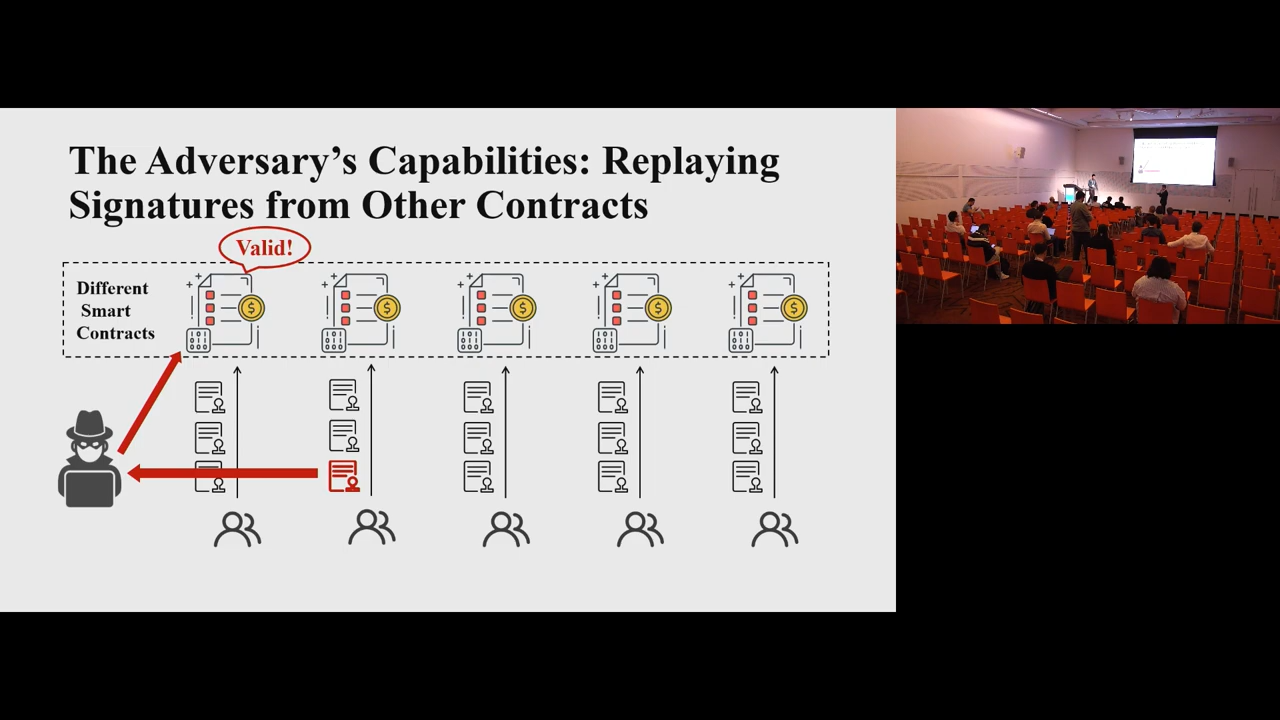 The Adversary's Capabilities: Replaying
Signatures from Other Contracts
Valid!
Different
Smart
Contracts